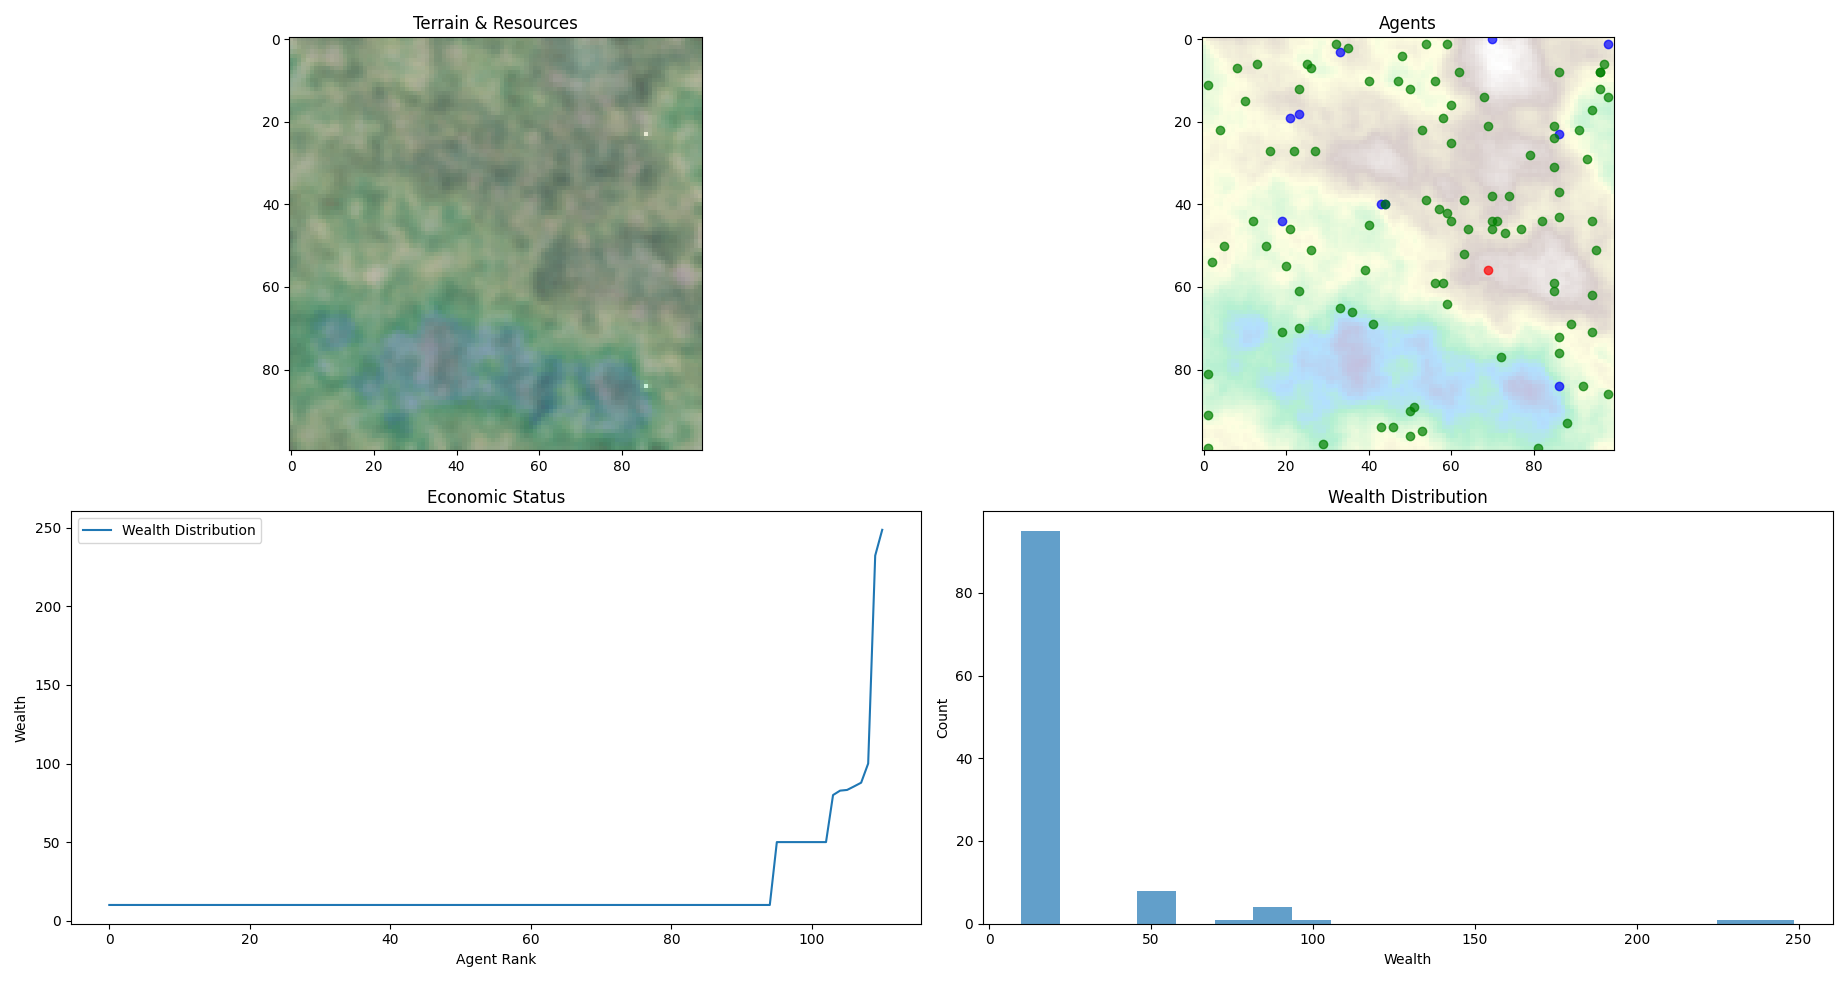 Terrain & Resources
0
20
40
60
80
0 20 40 60 80
Agents
0
20
40
60
80
0 20 40 60 80
Economic Status
Wealth Distribution
250
200
150
100
50
0
Wealth
0 20 40 60 80 100
Agent Rank
Wealth Distribution
80
60
40
20
0
Count
0 50 100 150 200 250
Wealth